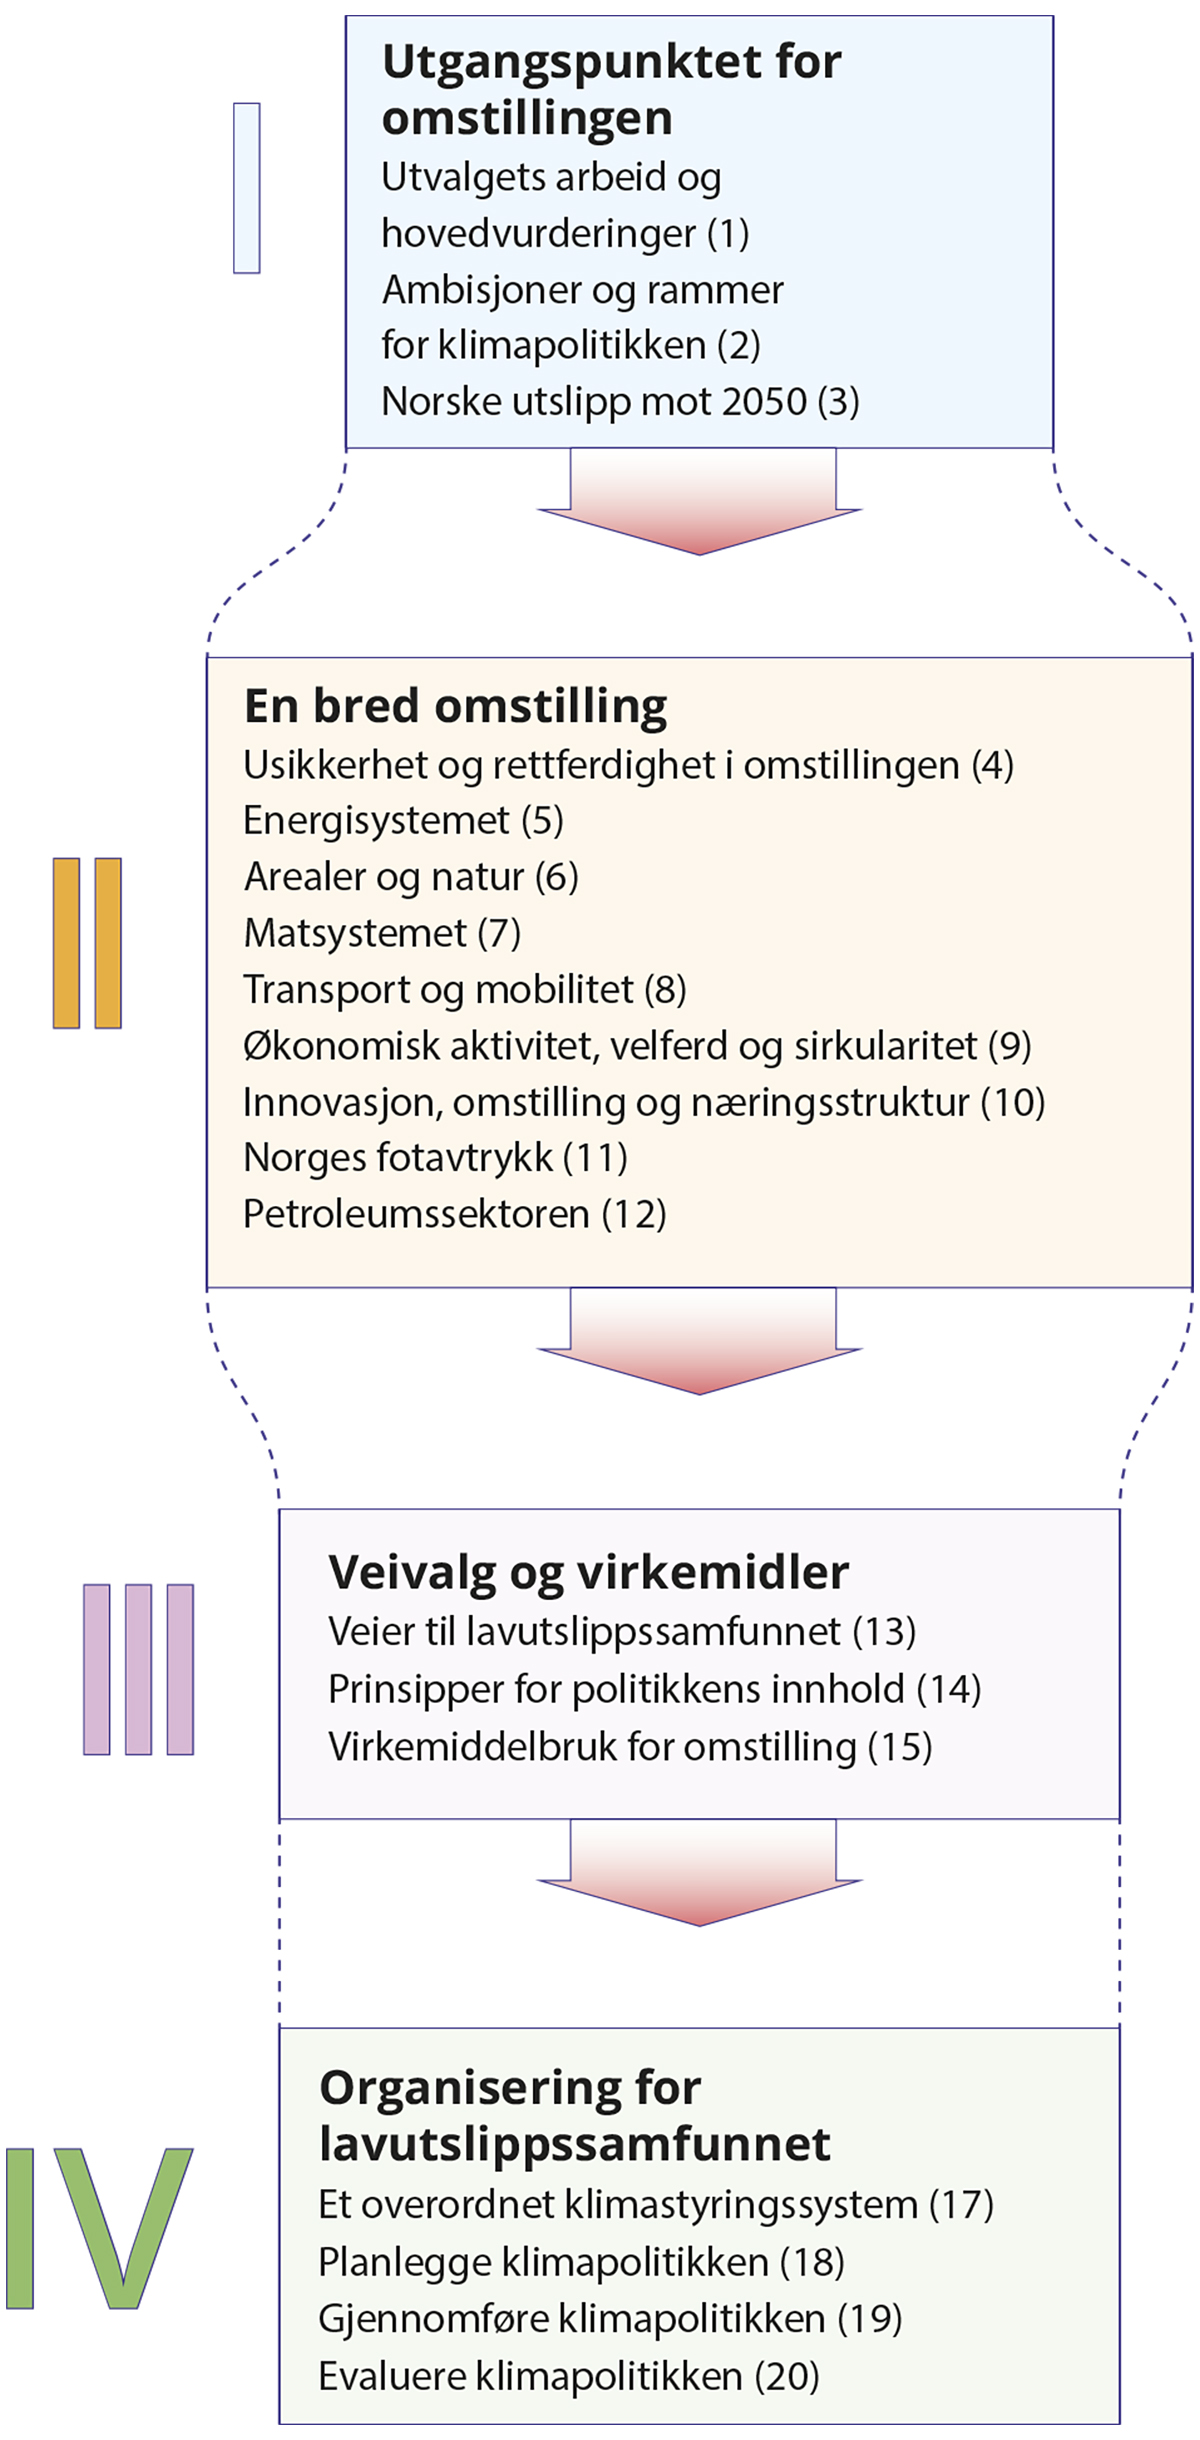 I
Utgangspunktet for
omstillingen
Utvalgets arbeid og
hovedvurderinger (1)
Ambisjoner og rammer
for klimapolitikken (2)
Norske utslipp mot 2050 (3)
II
En bred omstilling
Usikkerhet og rettferdighet i omstillingen (4)
Energisystemet (5)
Arealer og natur (6)
Matsystemet (7)
Transport og mobilitet (8)
Økonomisk aktivitet, velferd og sirkularitet (9)
Innovasjon, omstilling og næringsstruktur (10)
Norges fotavtrykk (11)
Petroleumssektoren (12)
III
Veivalg og virkemidler
Veier til lavutslippssamfunnet (13)
Prinsipper for politikkens innhold (14)
Virkemiddelbruk for omstilling (15)
IV
Organisering for
lavutslippssamfunnet
Et overordnet klimastyringssystem (17)
Planlegge klimapolitikken (18)
Gjennomføre klimapolitikken (19)
Evaluere klimapolitikken (20)